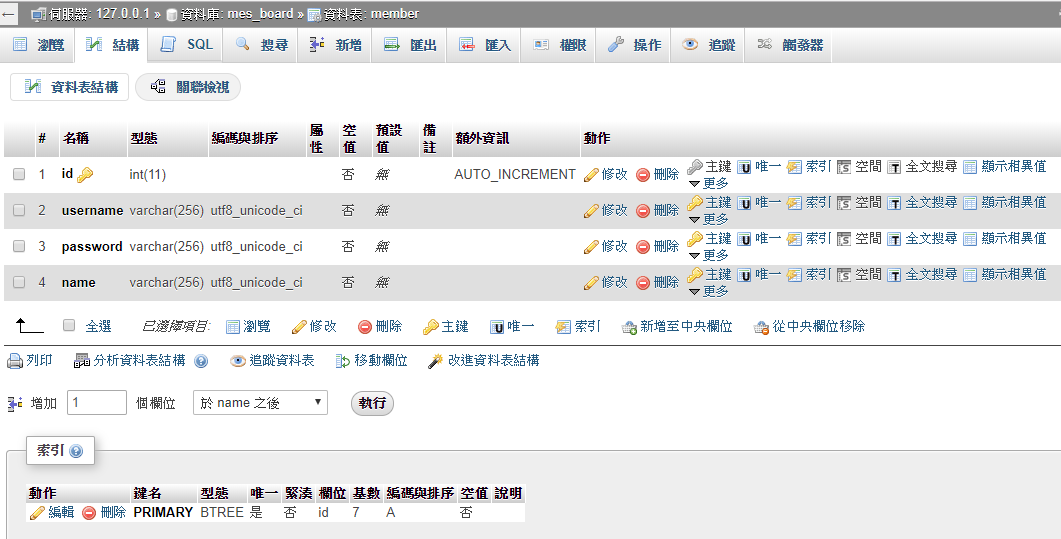 伺服器: 127.0.0.1 » 資料庫: mes_board » 資料表: member
瀏覽 結構 SQL 搜尋 新增 匯出 匯入 權限 操作 追蹤 觸發器
資料表結構 關聯檢視
# 名稱 型態 編碼與排序 屬性 空值 預設值 備註 額外資訊 動作
1 id int(11) 否 無 AUTO_INCREMENT 修改 刪除 主鍵 唯一 索引 空間 全文搜尋 顯示相異值
更多
2 username varchar(256) utf8_unicode_ci 否 無 修改 刪除 主鍵 唯一 索引 空間 全文搜尋 顯示相異值
更多
3 password varchar(256) utf8_unicode_ci 否 無 修改 刪除 主鍵 唯一 索引 空間 全文搜尋 顯示相異值
更多
4 name varchar(256) utf8_unicode_ci 否 無 修改 刪除 主鍵 唯一 索引 空間 全文搜尋 顯示相異值
更多
全選 已選擇項目: 瀏覽 修改 刪除 主鍵 唯一 索引 新增至中央欄位 從中央欄位移除
列印 分析資料表結構 追蹤資料表 移動欄位 改進資料表結構
增加 1 個欄位 於 name 之後 執行
索引
動作 鍵名 型態 唯一 緊湊 欄位 基數 編碼與排序 空值 說明
編輯 刪除 PRIMARY BTREE 是 否 id 7 A 否